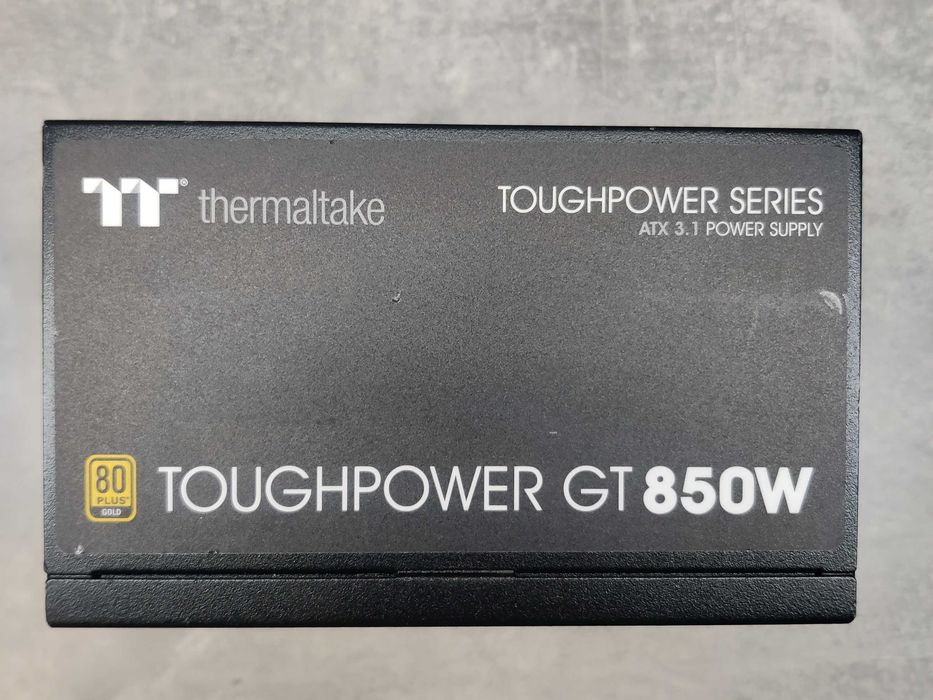 thermaltake
TOUGHPOWER SERIES
ATX 3.1 POWER SUPPLY
80
PLUS
GOLD
TOUGHPOWER GT 850W